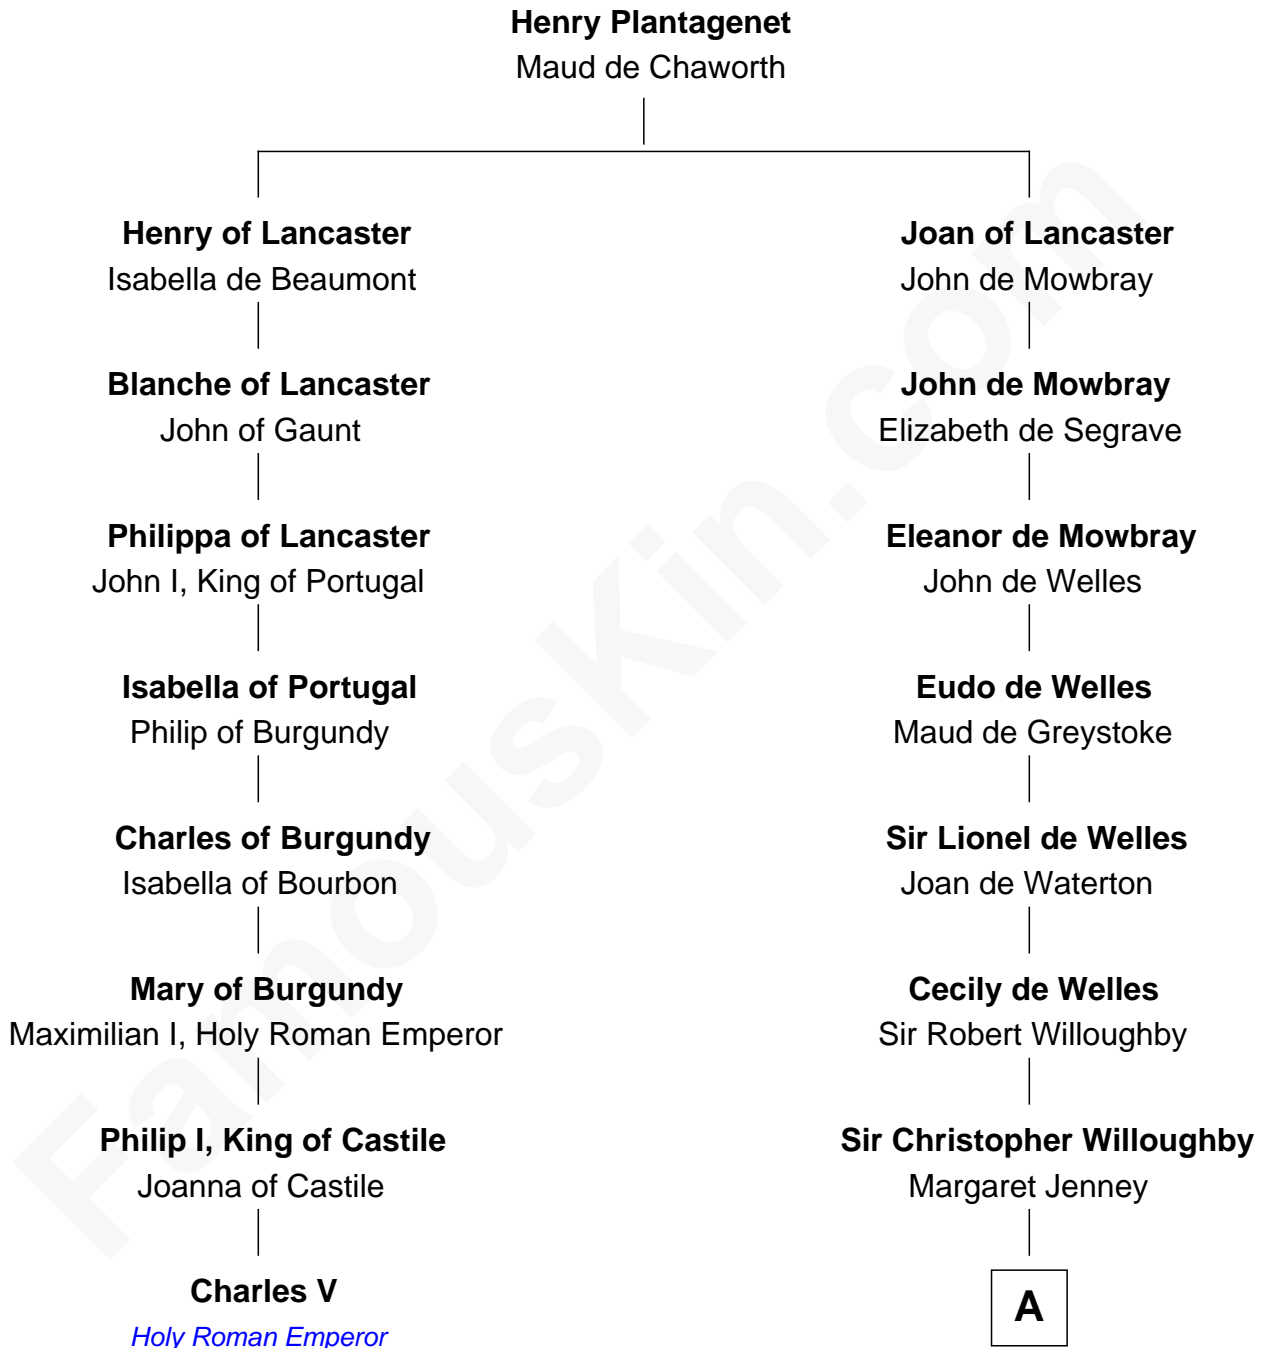 Henry Plantagenet
Maud de Chaworth
Henry of Lancaster
Isabella de Beaumont
Joan of Lancaster
John de Mowbray
Blanche of Lancaster
John of Gaunt
John de Mowbray
Elizabeth de Segrave
Philippa of Lancaster
John I, King of Portugal
Eleanor de Mowbray
John de Welles
Isabella of Portugal
Philip of Burgundy
Eudo de Welles
Maud de Greystoke
Charles of Burgundy
Isabella of Bourbon
Sir Lionel de Welles
Joan de Waterton
Mary of Burgundy
Maximilian I, Holy Roman Emperor
Cecily de Welles
Sir Robert Willoughby
Philip I, King of Castile
Joanna of Castile
Sir Christopher Willoughby
Margaret Jenney
Charles V
Holy Roman Emperor
A
FamousKin.com